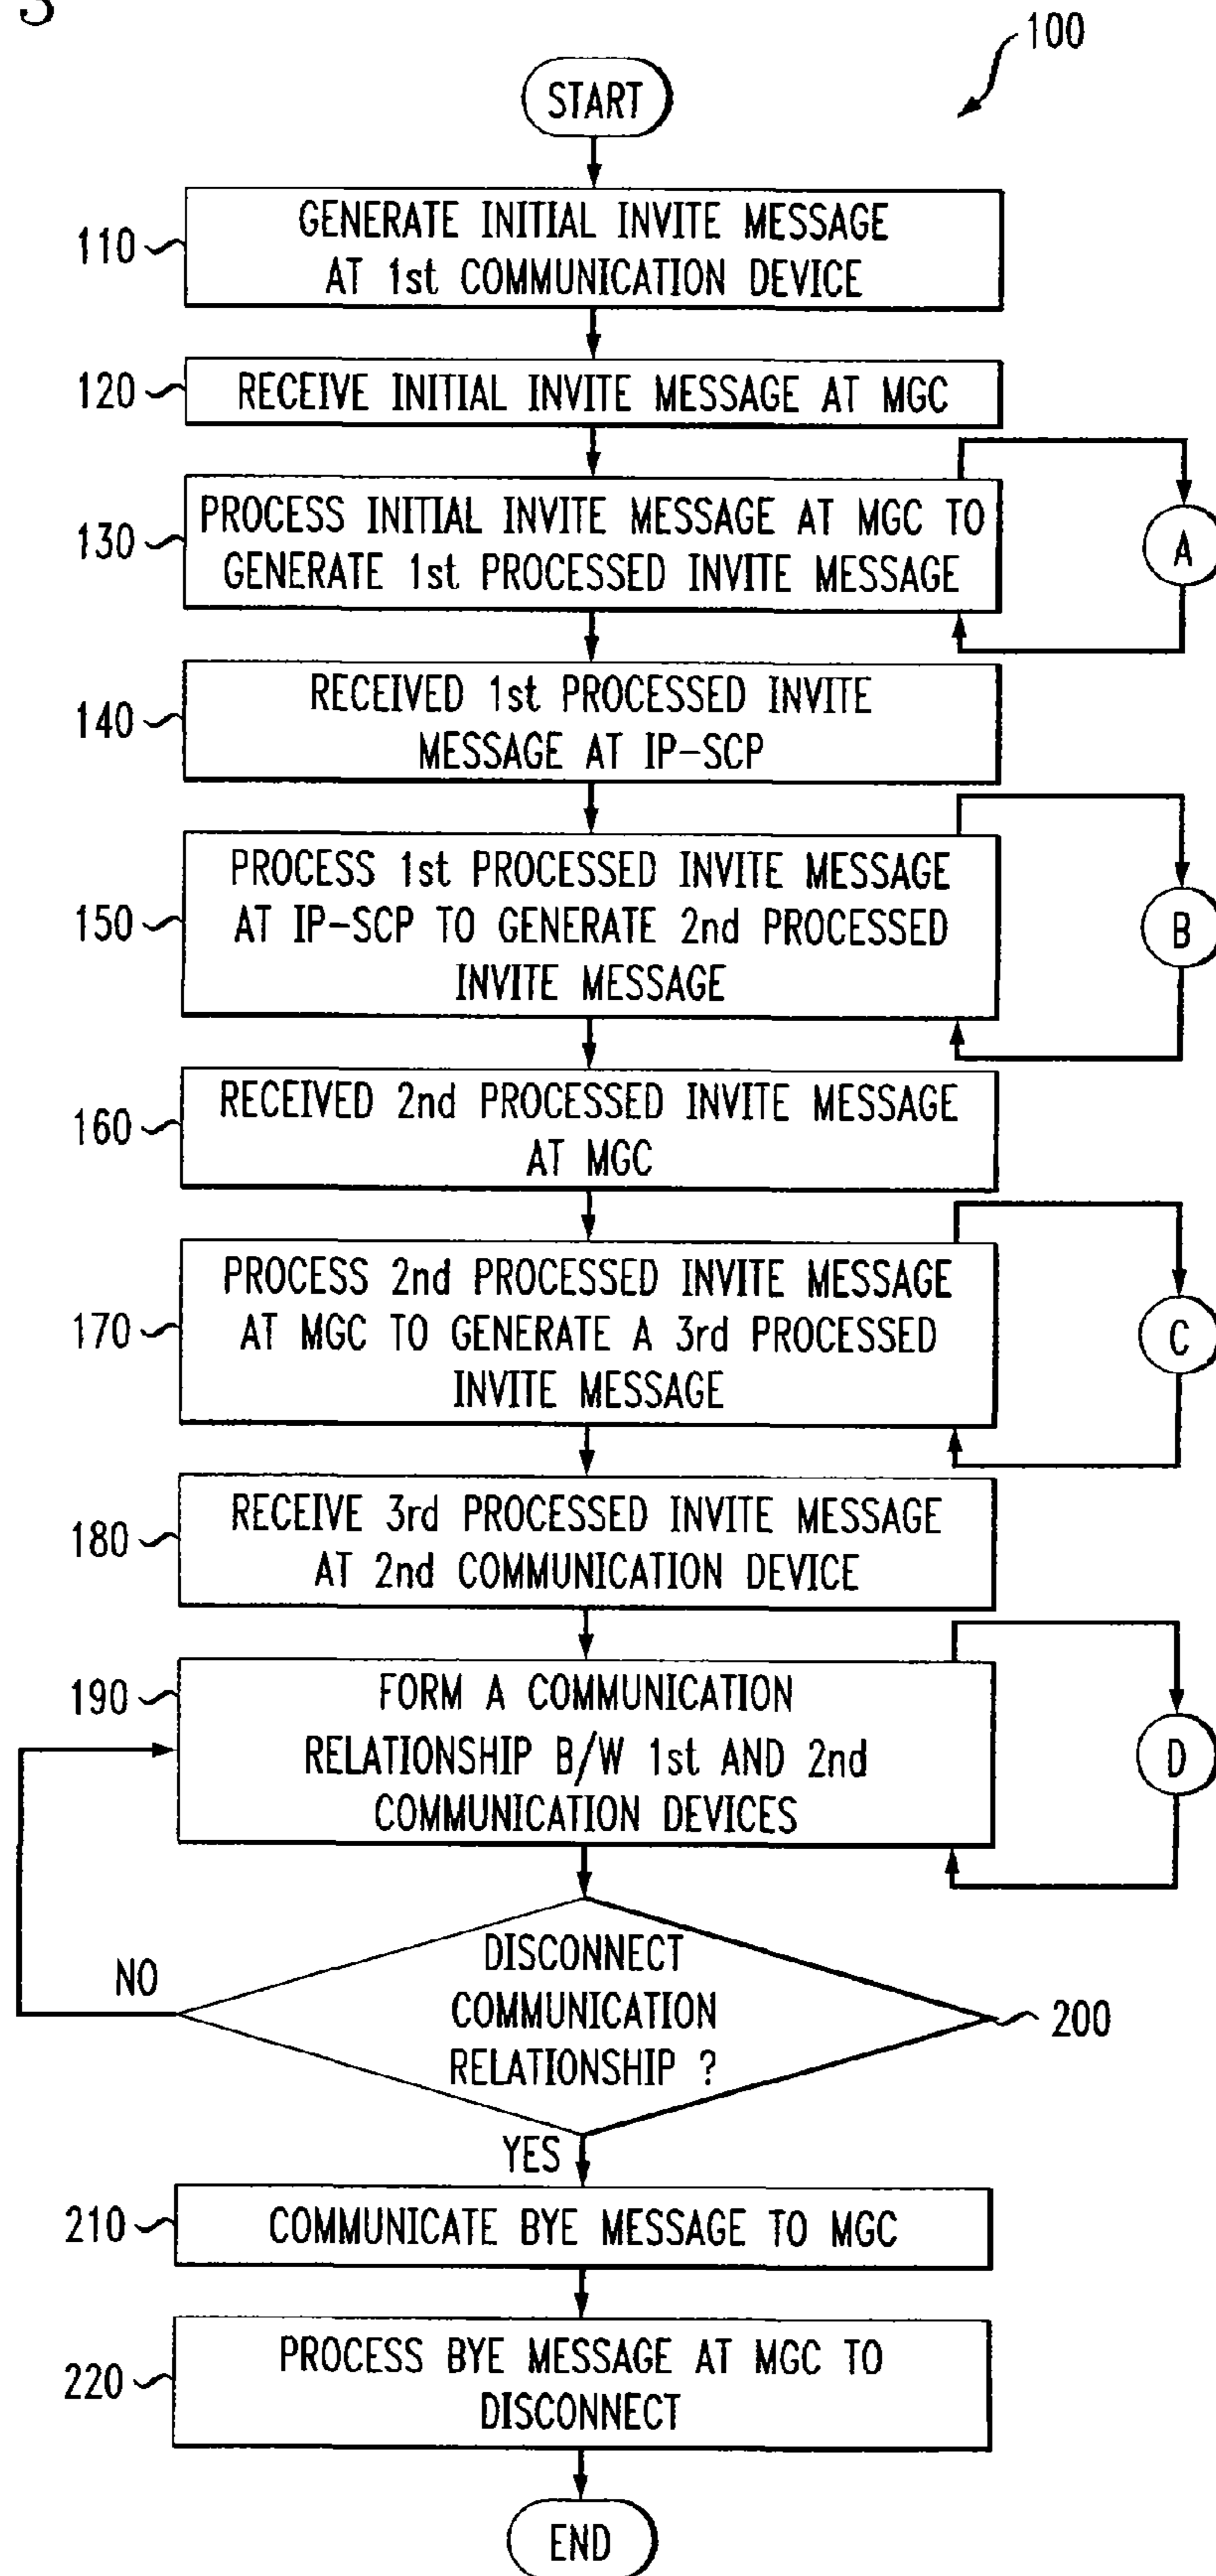 3
100
START
110
GENERATE INITIAL INVITE MESSAGE
AT 1st COMMUNICATION DEVICE
120
RECEIVE INITIAL INVITE MESSAGE AT MGC
130
PROCESS INITIAL INVITE MESSAGE AT MGC TO
GENERATE 1st PROCESSED INVITE MESSAGE
A
140
RECEIVED 1st PROCESSED INVITE
MESSAGE AT IP-SCP
150
PROCESS 1st PROCESSED INVITE MESSAGE
AT IP-SCP TO GENERATE 2nd PROCESSED
INVITE MESSAGE
B
160
RECEIVED 2nd PROCESSED INVITE MESSAGE
AT MGC
170
PROCESS 2nd PROCESSED INVITE MESSAGE
AT MGC TO GENERATE A 3rd PROCESSED
INVITE MESSAGE
C
180
RECEIVE 3rd PROCESSED INVITE MESSAGE
AT 2nd COMMUNICATION DEVICE
190
FORM A COMMUNICATION
RELATIONSHIP B/W 1st AND 2nd
COMMUNICATION DEVICES
D
DISCONNECT
COMMUNICATION
RELATIONSHIP ?
NO
200
YES
210
COMMUNICATE BYE MESSAGE TO MGC
220
PROCESS BYE MESSAGE AT MGC TO
DISCONNECT
END